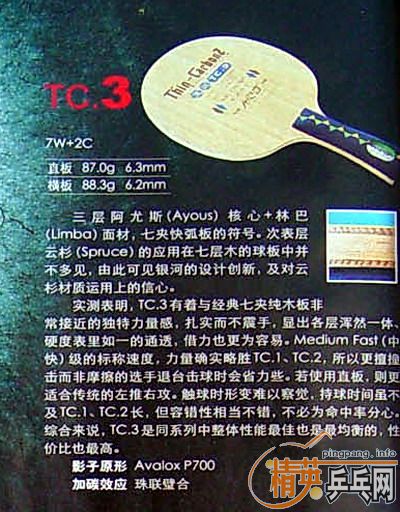 Thin-Carbon2
TC-3
TC.3
7W+2C
直板 87.0g 6.3mm
横板 88.3g 6.2mm
三层阿尤斯(Ayous) 核心+林巴
(Limba) 面材，七夹快弧板的符号。次表层
云杉(Spruce) 的应用在七层木的球板中并
不多见，由此可见银河的设计创新，及对云
杉材质运用上的信心。
实测表明，TC.3有着与经典七夹纯木板非
常接近的独特力量感，扎实而不震手，显出各层浑然一体、
硬度表里如一的通透，借力也更为容易。Medium Fast (中
快) 级的标称速度，力量确实略胜TC.1、TC.2，所以更擅撞
击而非摩擦的选手退台击球时会省力些。若使用直板，则更
适合传统的左推右攻。触球时形变难以察觉，持球时间虽不
及TC.1、TC.2长，但容错性相当不错，不必为命中率分心。
综合来说，TC.3是同系列中整体性能最佳也是最均衡的，性
价比也最高。
影子原形 Avalox P700
加碳效应 珠联璧合
pingpang.info
精英乒乓网